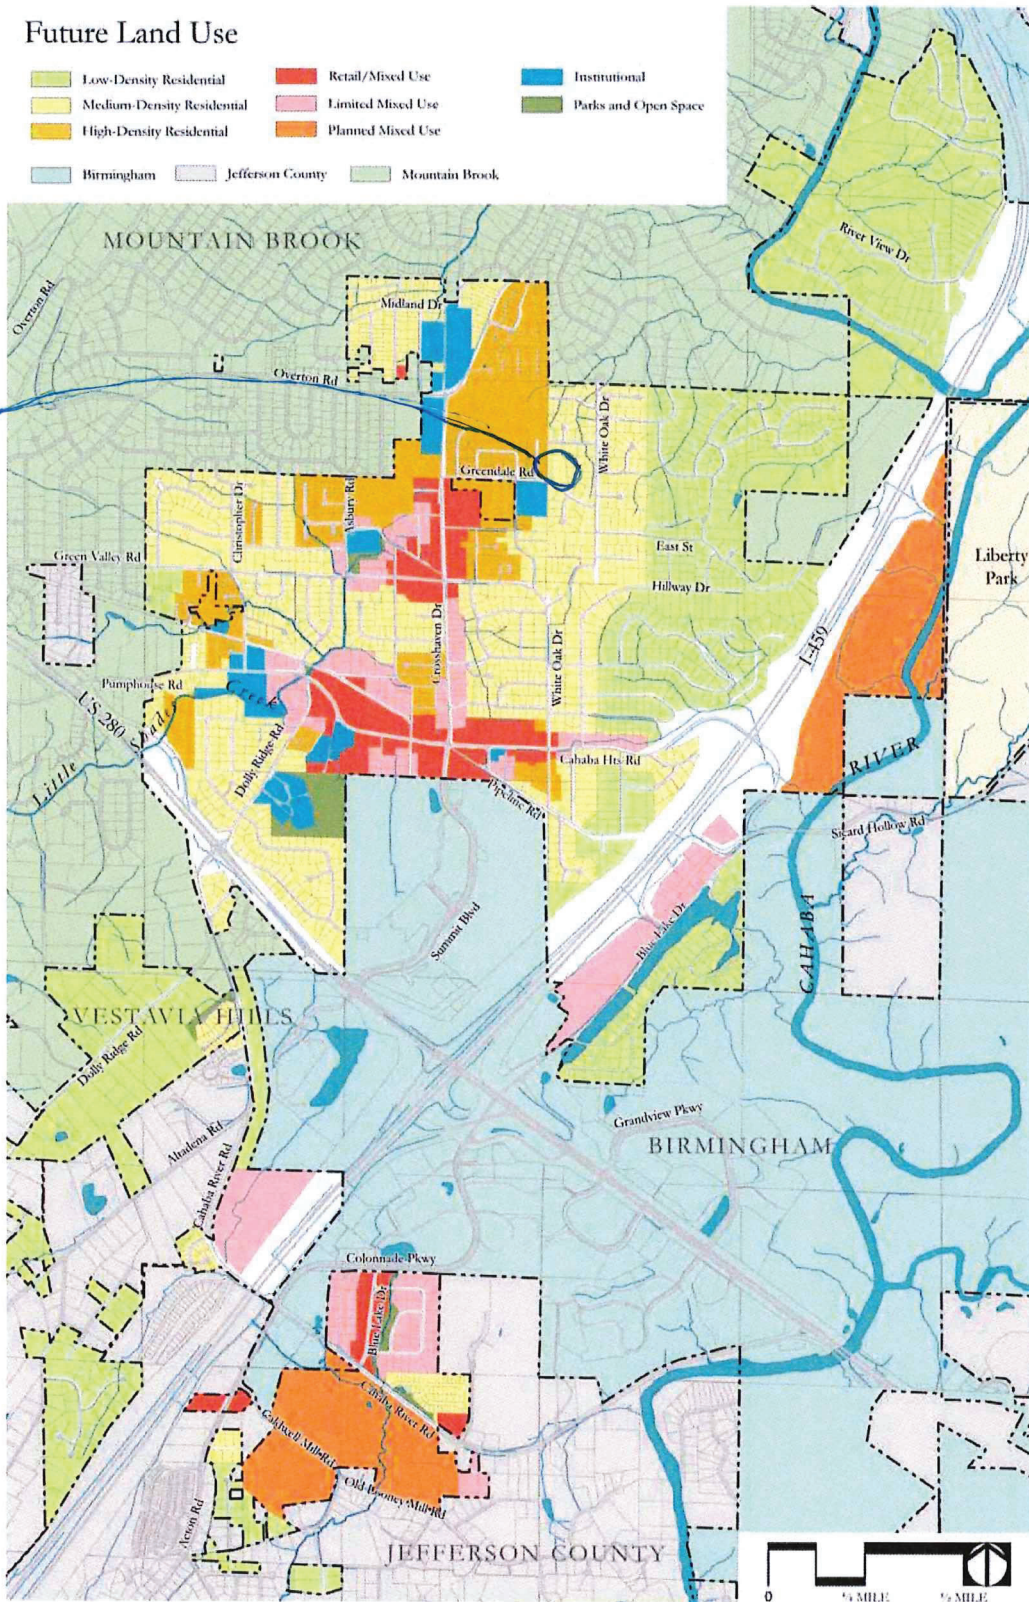 Future Land Use
Low-Density Residential
Medium-Density Residential
High-Density Residential
Retail/Mixed Use
Limited Mixed Use
Planned Mixed Use
Institutional
Parks and Open Space
Birmingham
Jefferson County
Mountain Brook
River View Dr
MOUNTAIN BROOK
Overton Rd
Midland Dr
Overton Rd
White Oak Dr
Greendale Rd
Christopher Dr
Asbury Rd
Green Valley Rd
East St
Liberty
Park
Hillway Dr
Crosshaven Dr
White Oak Dr
I-459
Pumphouse Rd
US 280
Little
Shades
Creek
Dolly Ridge Rd
Cahaba Hts Rd
RIVER
Pipeline Rd
Sicard Hollow Rd
Summit Blvd
Blue Lake Dr
CAHABA
VESTAVIA HILLS
Dolly Ridge Rd
Altadena Rd
Grandview Pkwy
BIRMINGHAM
Cahaba River Rd
Colonnade Pkwy
Blue Lake Dr
Cahaba River Rd
Caldwell Mill Rd
Old Looney Mill Rd
Acton Rd
JEFFERSON COUNTY
0
¼ MILE
½ MILE